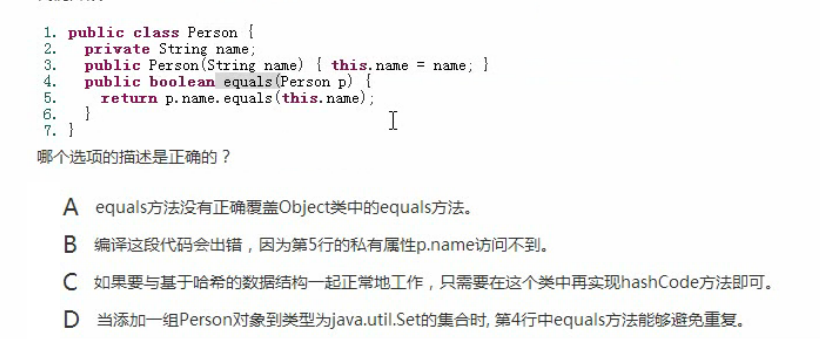 1. public class Person {
2. private String name;
3. public Person(String name) { this.name = name; }
4. public boolean equals(Person p) {
5. return p.name.equals(this.name);
6. }
7. }
哪个选项的描述是正确的？
A equals方法没有正确覆盖Object类中的equals方法。
B 编译这段代码会出错，因为第5行的私有属性p.name访问不到。
C 如果要与基于哈希的数据结构一起正常地工作，只需要在这个类中再实现hashCode方法即可。
D 当添加一组Person对象到类型为java.util.Set的集合时, 第4行中equals方法能够避免重复。